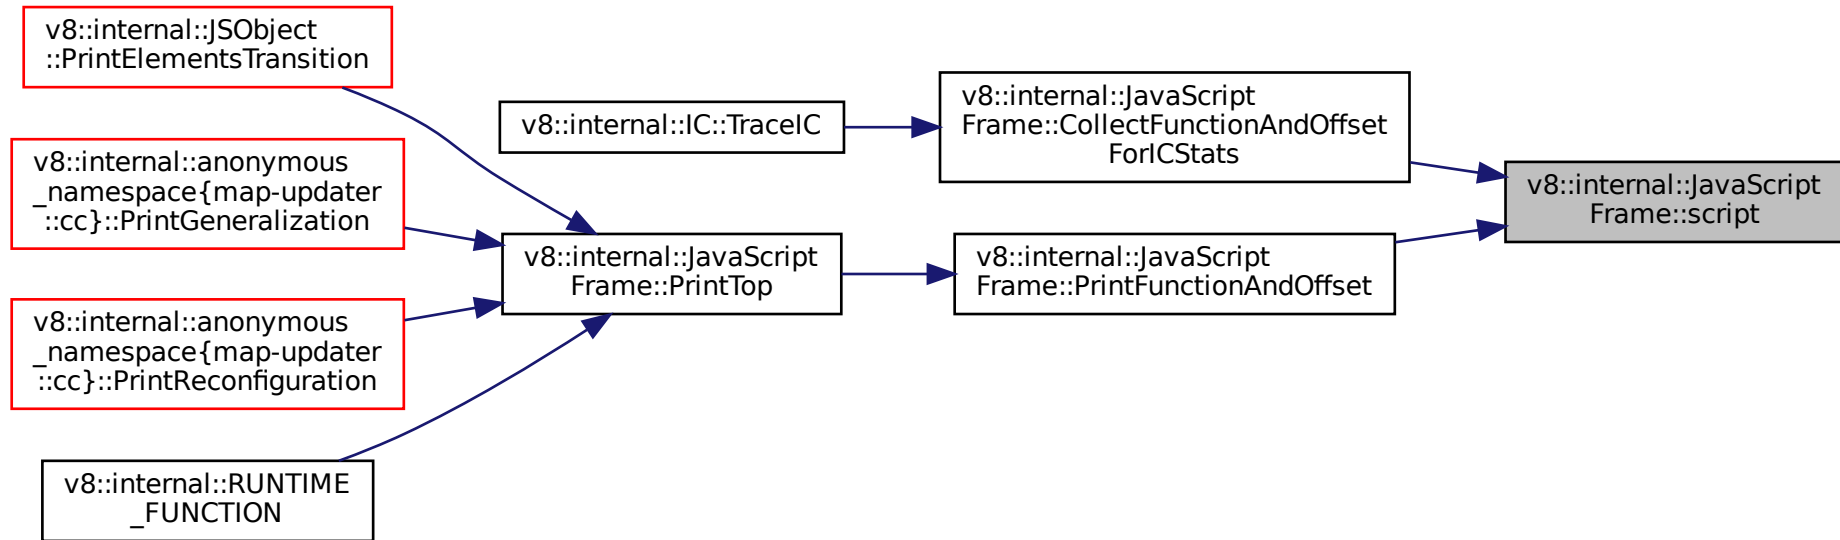 v8::internal::JSObject
::PrintElementsTransition
v8::internal::anonymous
_namespace{map-updater
::cc}::PrintGeneralization
v8::internal::anonymous
_namespace{map-updater
::cc}::PrintReconfiguration
v8::internal::RUNTIME
_FUNCTION
v8::internal::IC::TraceIC
v8::internal::JavaScript
Frame::PrintTop
v8::internal::JavaScript
Frame::CollectFunctionAndOffset
ForICStats
v8::internal::JavaScript
Frame::PrintFunctionAndOffset
v8::internal::JavaScript
Frame::script